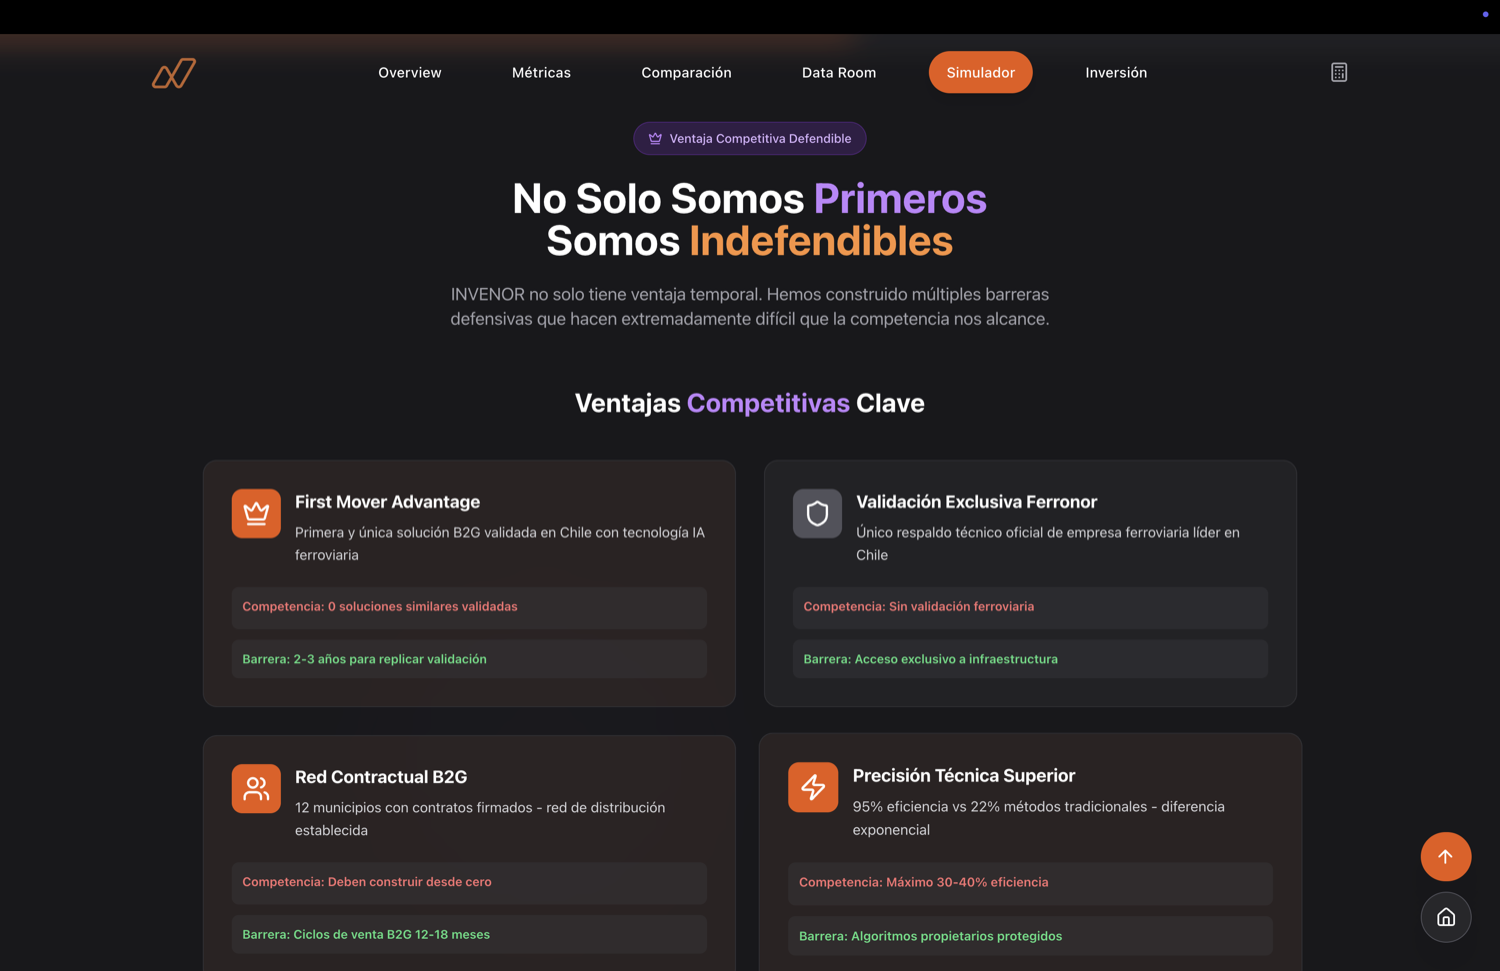 Overview
Métricas
Comparación
Data Room
Simulador
Inversión
Ventaja Competitiva Defendible
No Solo Somos Primeros
Somos Indefendibles
INVENOR no solo tiene ventaja temporal. Hemos construido múltiples barreras
defensivas que hacen extremadamente difícil que la competencia nos alcance.
Ventajas Competitivas Clave
First Mover Advantage
Primera y única solución B2G validada en Chile con tecnología IA
ferroviaria
Competencia: 0 soluciones similares validadas
Barrera: 2-3 años para replicar validación
Validación Exclusiva Ferronor
Único respaldo técnico oficial de empresa ferroviaria líder en
Chile
Competencia: Sin validación ferroviaria
Barrera: Acceso exclusivo a infraestructura
Red Contractual B2G
12 municipios con contratos firmados - red de distribución
establecida
Competencia: Deben construir desde cero
Barrera: Ciclos de venta B2G 12-18 meses
Precisión Técnica Superior
95% eficiencia vs 22% métodos tradicionales - diferencia
exponencial
Competencia: Máximo 30-40% eficiencia
Barrera: Algoritmos propietarios protegidos